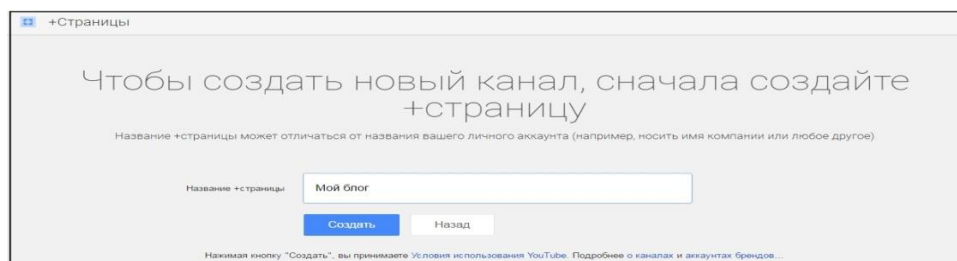 +Страницы
Чтобы создать новый канал, сначала создайте
+страницу
Название +страницы может отличаться от названия вашего личного аккаунта (например, носить имя компании или любое другое)
Название +страницы Мой блог
Создать Назад
Нажимая кнопку "Создать", вы принимаете Условия использования YouTube. Подробнее о каналах и аккаунтах брендов...